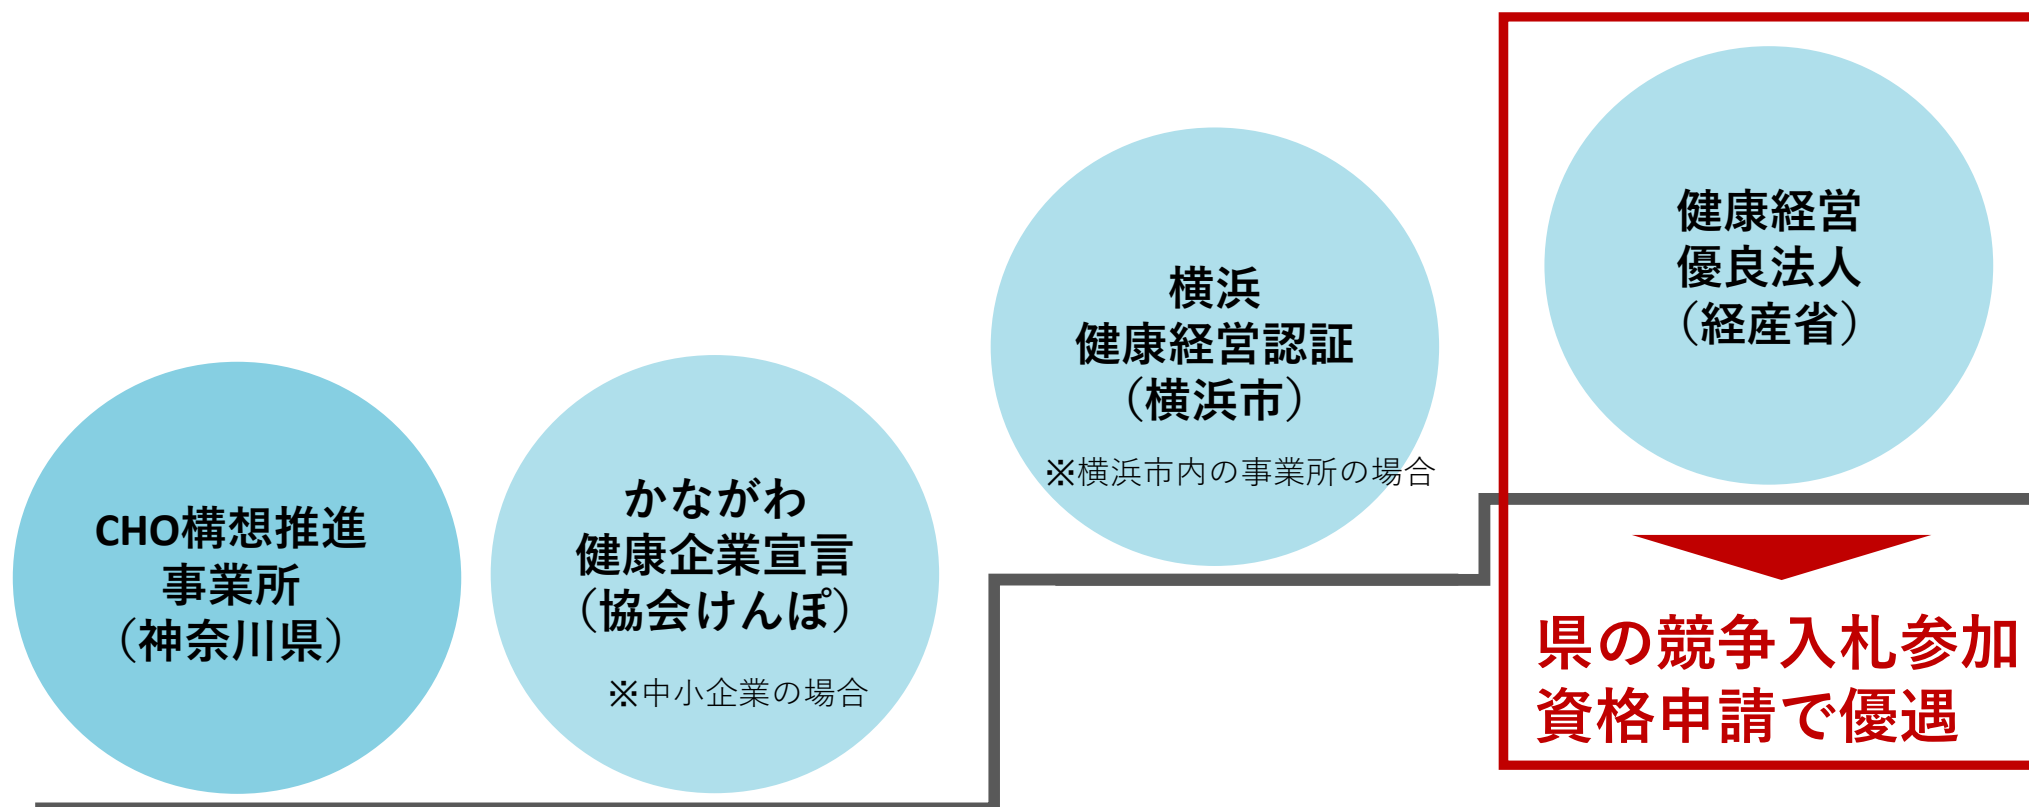 CHO構想推進
事業所
（神奈川県）
かながわ
健康企業宣言
（協会けんぽ）
※中小企業の場合
横浜
健康経営認証
（横浜市）
※横浜市内の事業所の場合
健康経営
優良法人
（経産省）
県の競争入札参加
資格申請で優遇